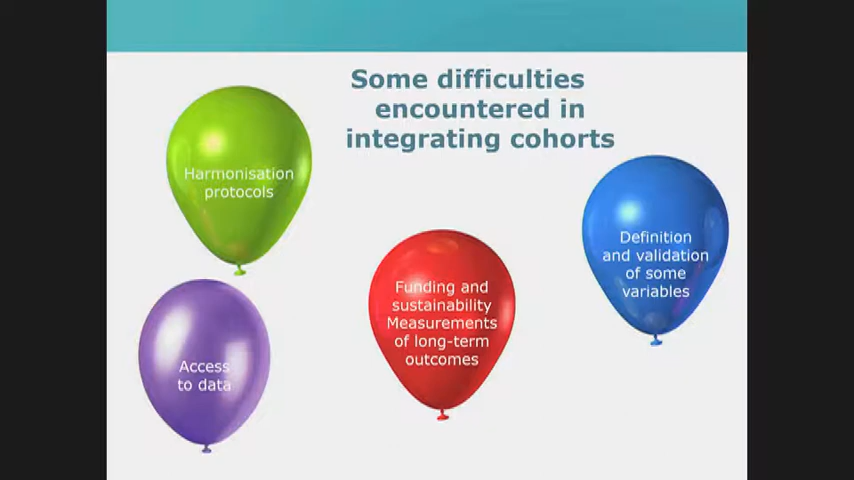 Some difficulties
encountered in
integrating cohorts
Harmonisation
protocols
Definition
and validation
of some
variables
Funding and
sustainability
Measurements
of long-term
outcomes
Access
to data